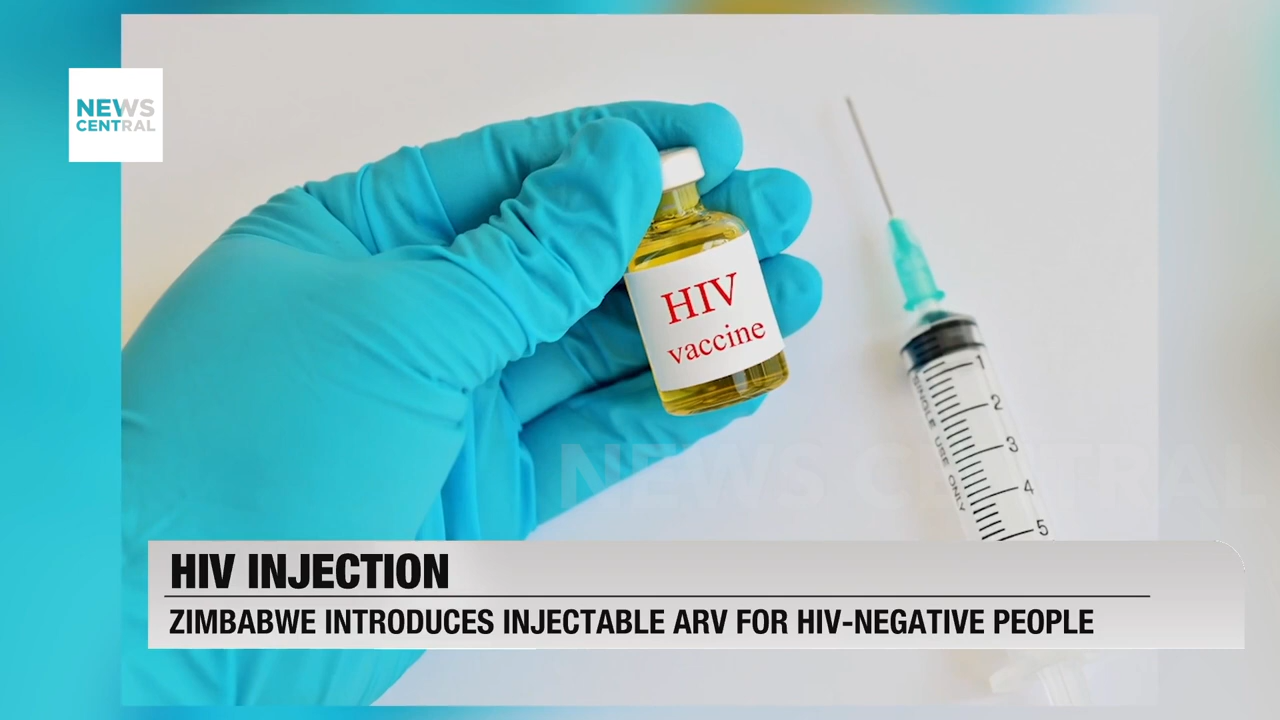 NEWS
CENTRAL
HIV
vaccine
1
2
3
4
5
SINGLE USE ONLY
NEWS CENTRAL
HIV INJECTION
ZIMBABWE INTRODUCES INJECTABLE ARV FOR HIV-NEGATIVE PEOPLE